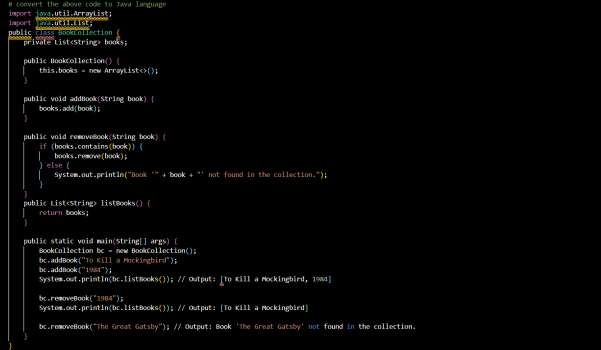 # convert the above code to Java language
import java.util.ArrayList;
import java.util.List;
public class BookCollection {
    private List<String> books;

    public BookCollection() {
        this.books = new ArrayList<>();
    }

    public void addBook(String book) {
        books.add(book);
    }

    public void removeBook(String book) {
        if (books.contains(book)) {
            books.remove(book);
        } else {
            System.out.println("Book '" + book + "' not found in the collection.");
        }
    }
    public List<String> listBooks() {
        return books;
    }

    public static void main(String[] args) {
        BookCollection bc = new BookCollection();
        bc.addBook("To Kill a Mockingbird");
        bc.addBook("1984");
        System.out.println(bc.listBooks()); // Output: [To Kill a Mockingbird, 1984]

        bc.removeBook("1984");
        System.out.println(bc.listBooks()); // Output: [To Kill a Mockingbird]

        bc.removeBook("The Great Gatsby"); // Output: Book 'The Great Gatsby' not found in the collection.
    }
}